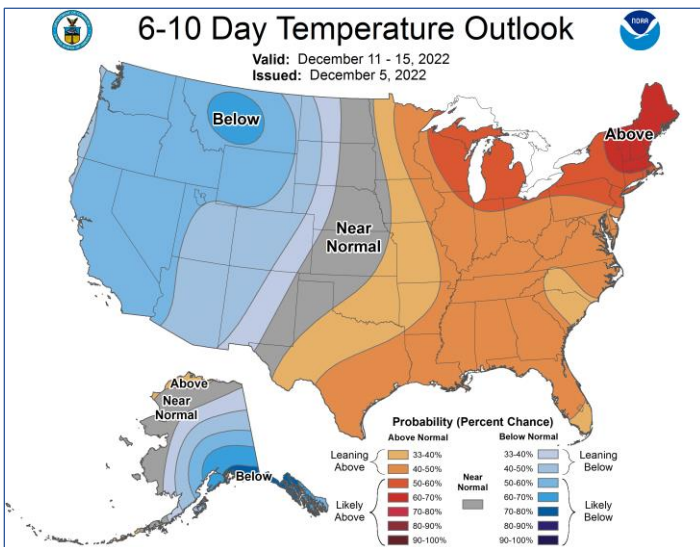 6-10 Day Temperature Outlook
Valid: December 11 - 15, 2022
Issued: December 5, 2022
NOAA
Below
Above
Near
Normal
Above
Near
Normal
Below
Probability (Percent Chance)
Above Normal
Below Normal
Leaning
Above
33-40%
40-50%
Likely
Above
50-60%
60-70%
70-80%
80-90%
90-100%
Near
Normal
33-40%
40-50%
Leaning
Below
50-60%
60-70%
70-80%
80-90%
90-100%
Likely
Below